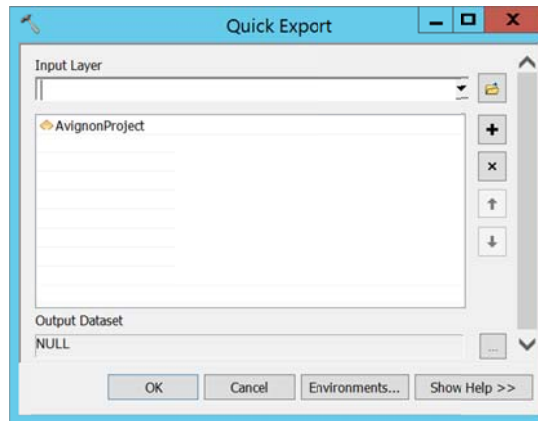 Quick Export
Input Layer
AvignonProject
Output Dataset
NULL
...
OK Cancel Environments... Show Help >>